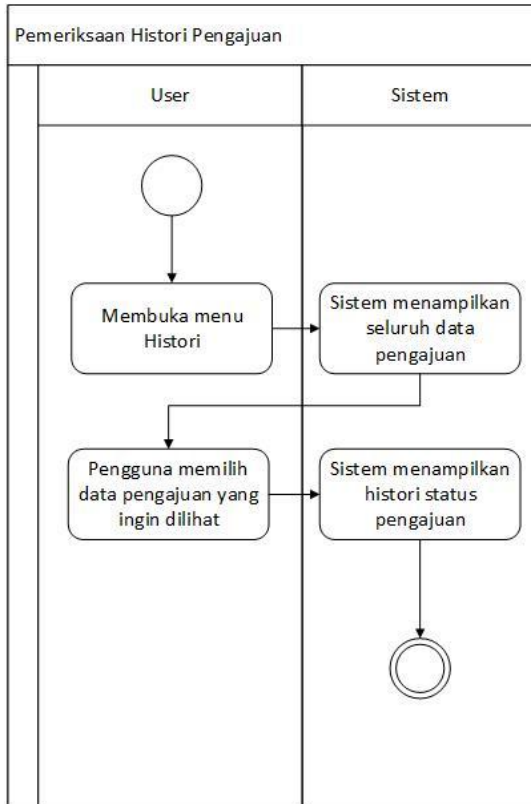 Pemeriksaan Histori Pengajuan
User
Sistem
Membuka menu
Histori
Sistem menampilkan
seluruh data
pengajuan
Pengguna memilih
data pengajuan yang
ingin dilihat
Sistem menampilkan
histori status
pengajuan